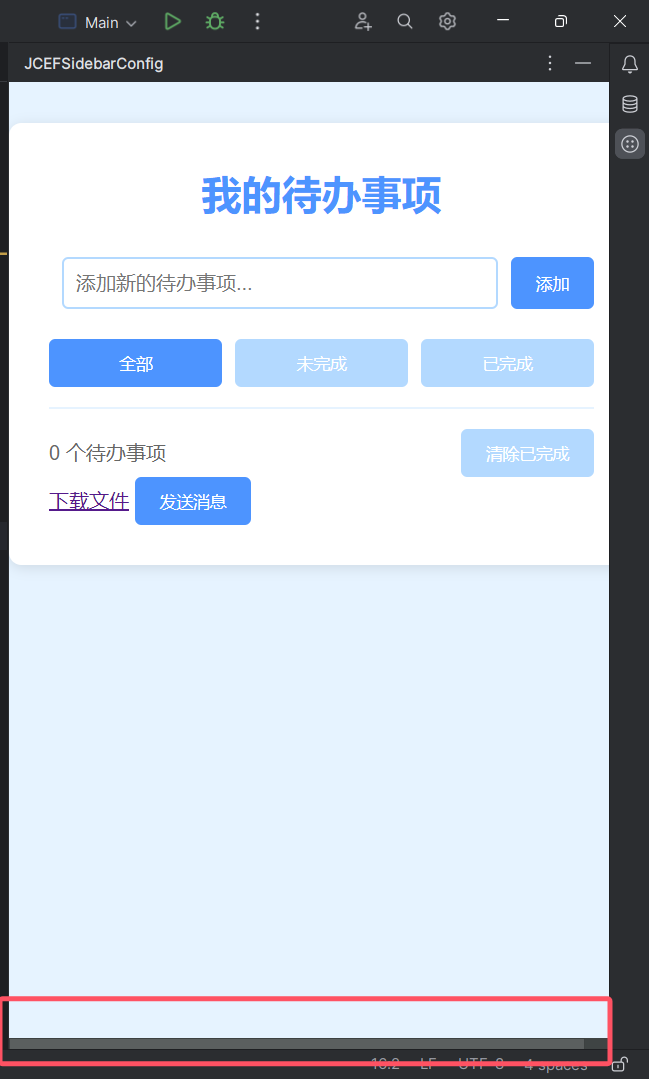 Main
JCEFSidebarConfig
我的待办事项
添加新的待办事项...
添加
全部
未完成
已完成
0 个待办事项
清除已完成
下载文件
发送消息
LF
UTF-8
4 spaces